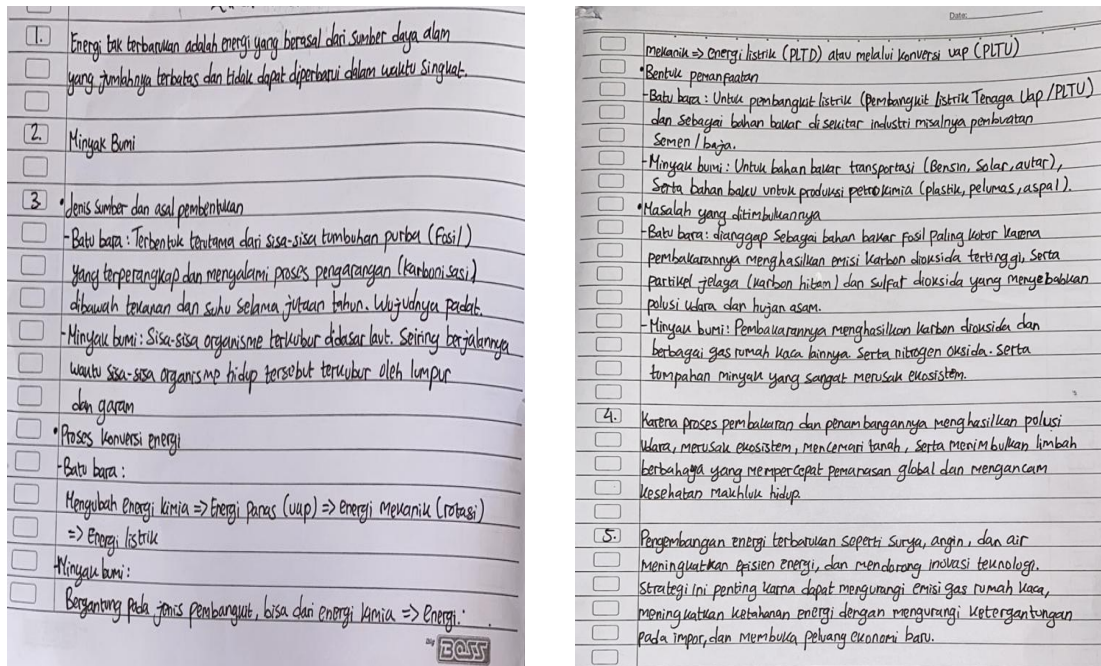 1. Energi tak terbarukan adalah energi yang berasal dari sumber daya alam
yang jumlahnya terbatas dan tidak dapat diperbarui dalam waktu singkat.
2. Minyak Bumi
3. • Jenis sumber dan asal pembentukan
- Batu bara : Terbentuk terutama dari sisa-sisa tumbuhan purba (Fosil)
yang terperangkap dan mengalami proses pengarangan (karbonisasi)
dibawah tekanan dan suhu selama jutaan tahun. Wujudnya padat.
- Minyak bumi : Sisa-sisa organisme terkubur didasar laut. Seiring berjalannya
waktu sisa-sisa organisme hidup tersebut terkubur oleh lumpur
dan garam
• Proses konversi energi
- Batu bara :
Mengubah energi kimia => Energi panas (uap) => energi mekanik (rotasi)
=> Energi listrik
- Minyak bumi :
Bergantung pada jenis pembangkit, bisa dari energi kimia => Energi
BOSS
Date:
mekanik => energi listrik (PLTD) atau melalui konversi uap (PLTU)
• Bentuk pemanfaatan
- Batu bara : Untuk pembangkit listrik (Pembangkit listrik Tenaga Uap / PLTU)
dan sebagai bahan bakar di sekitar industri misalnya pembuatan
Semen / baja.
- Minyak bumi : Untuk bahan bakar transportasi (Bensin, Solar, avtar),
Serta bahan baku untuk produksi petrokimia (plastik, pelumas, aspal).
• Masalah yang ditimbulkannya
- Batu bara : dianggap Sebagai bahan bakar fosil Paling kotor karena
pembakarannya menghasilkan emisi karbon dioksida tertinggi, Serta
partikel jelaga (karbon hitam) dan sulfat dioksida yang menyebabkan
polusi udara dan hujan asam.
- Minyak bumi : Pembakarannya menghasilkan karbon dioksida dan
berbagai gas rumah kaca lainnya. Serta nitrogen oksida. Serta
tumpahan minyak yang sangat merusak ekosistem.
4. Karena proses pembakaran dan penambangannya menghasilkan polusi
Udara, merusak ekosistem, mencemari tanah, serta menimbulkan limbah
berbahaya yang mempercepat pemanasan global dan mengancam
kesehatan makhluk hidup.
5. Pengembangan energi terbarukan seperti surya, angin, dan air
Meningkatkan efisien energi, dan mendorong inovasi teknologi.
Strategi ini penting karna dapat mengurangi emisi gas rumah kaca,
meningkatkan ketahanan energi dengan mengurangi ketergantungan
pada impor, dan membuka peluang ekonomi baru.